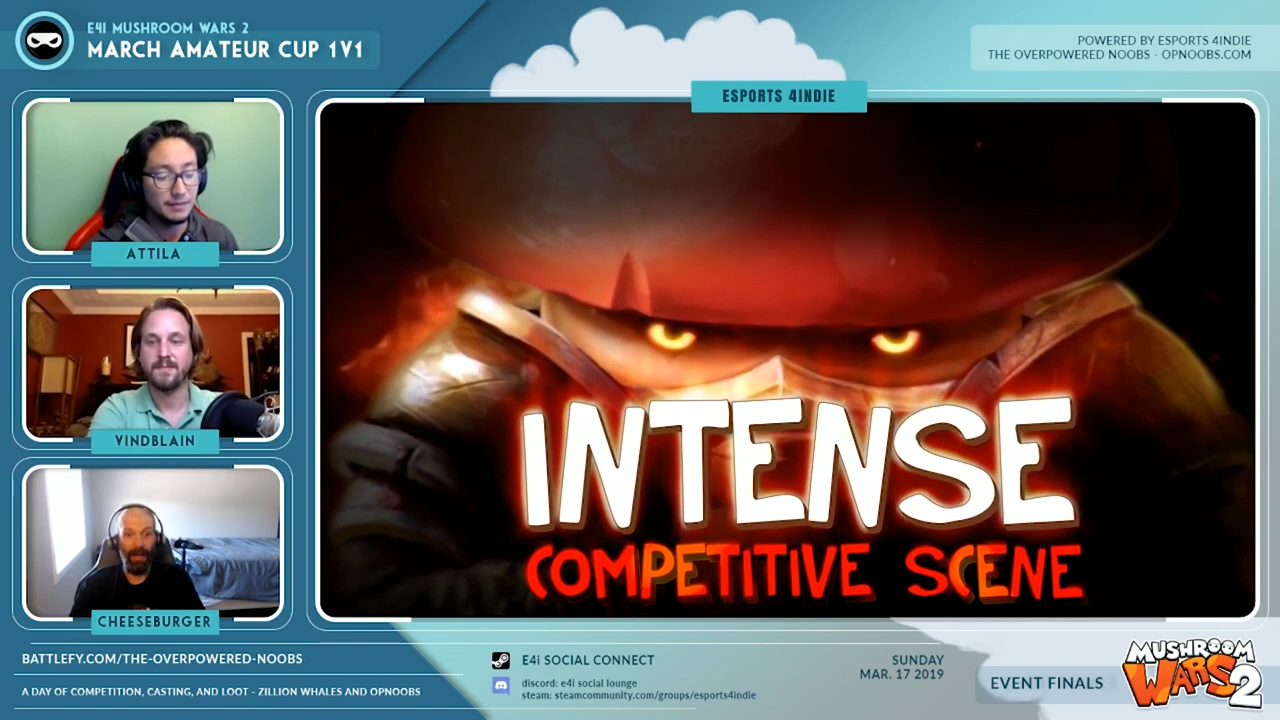 E4I MUSHROOM WARS 2
MARCH AMATEUR CUP 1V1
POWERED BY ESPORTS 4INDIE
THE OVERPOWERED NOOBS - OPNOOBS.COM
ESPORTS 4INDIE
ATTILA
VINDBLAIN
CHEESEBURGER
INTENSE
COMPETITIVE SCENE
BATTLEFY.COM/THE-OVERPOWERED-NOOBS
A DAY OF COMPETITION, CASTING, AND LOOT - ZILLION WHALES AND OPNOOBS
E4i SOCIAL CONNECT
discord: e4i social lounge
steam: steamcommunity.com/groups/esports4indie
SUNDAY
MAR. 17 2019
EVENT FINALS
MUSHROOM
WARS 2